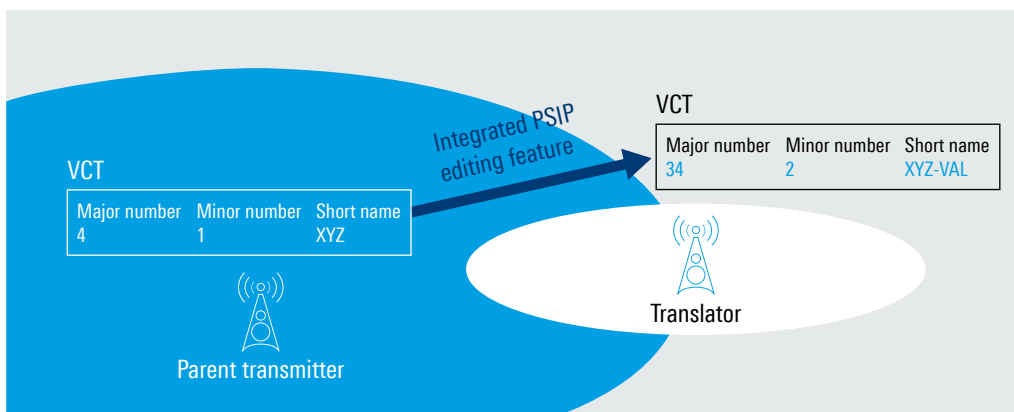 Integrated PSIP
editing feature
VCT
Major number Minor number Short name
34 2 XYZ-VAL
VCT
Major number Minor number Short name
4 1 XYZ
Translator
Parent transmitter